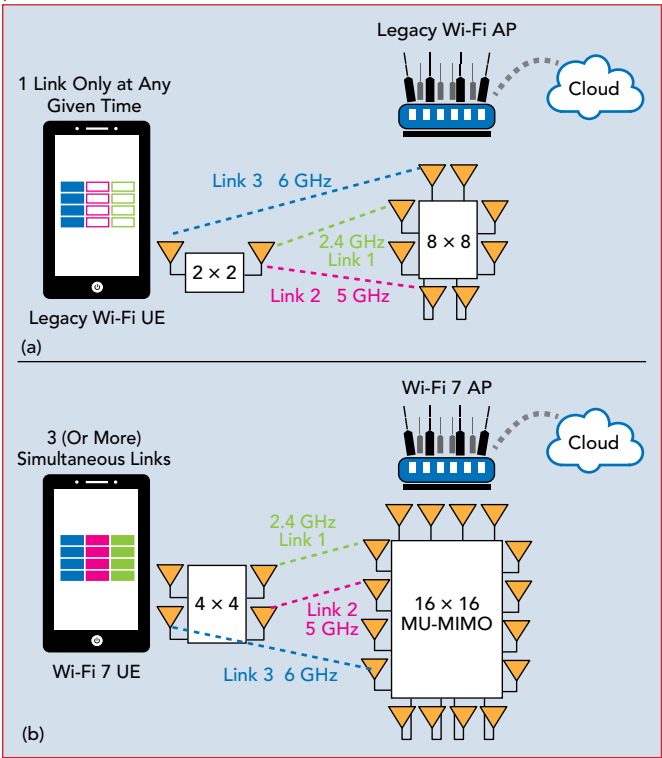 Legacy Wi-Fi AP
1 Link Only at Any
Given Time
Cloud
Link 3 6 GHz
2.4 GHz
Link 1
8 × 8
2 × 2
Link 2 5 GHz
Legacy Wi-Fi UE
(a)
Wi-Fi 7 AP
3 (Or More)
Simultaneous Links
Cloud
2.4 GHz
Link 1
4 × 4
Link 2
5 GHz
16 × 16
MU-MIMO
Link 3 6 GHz
Wi-Fi 7 UE
(b)